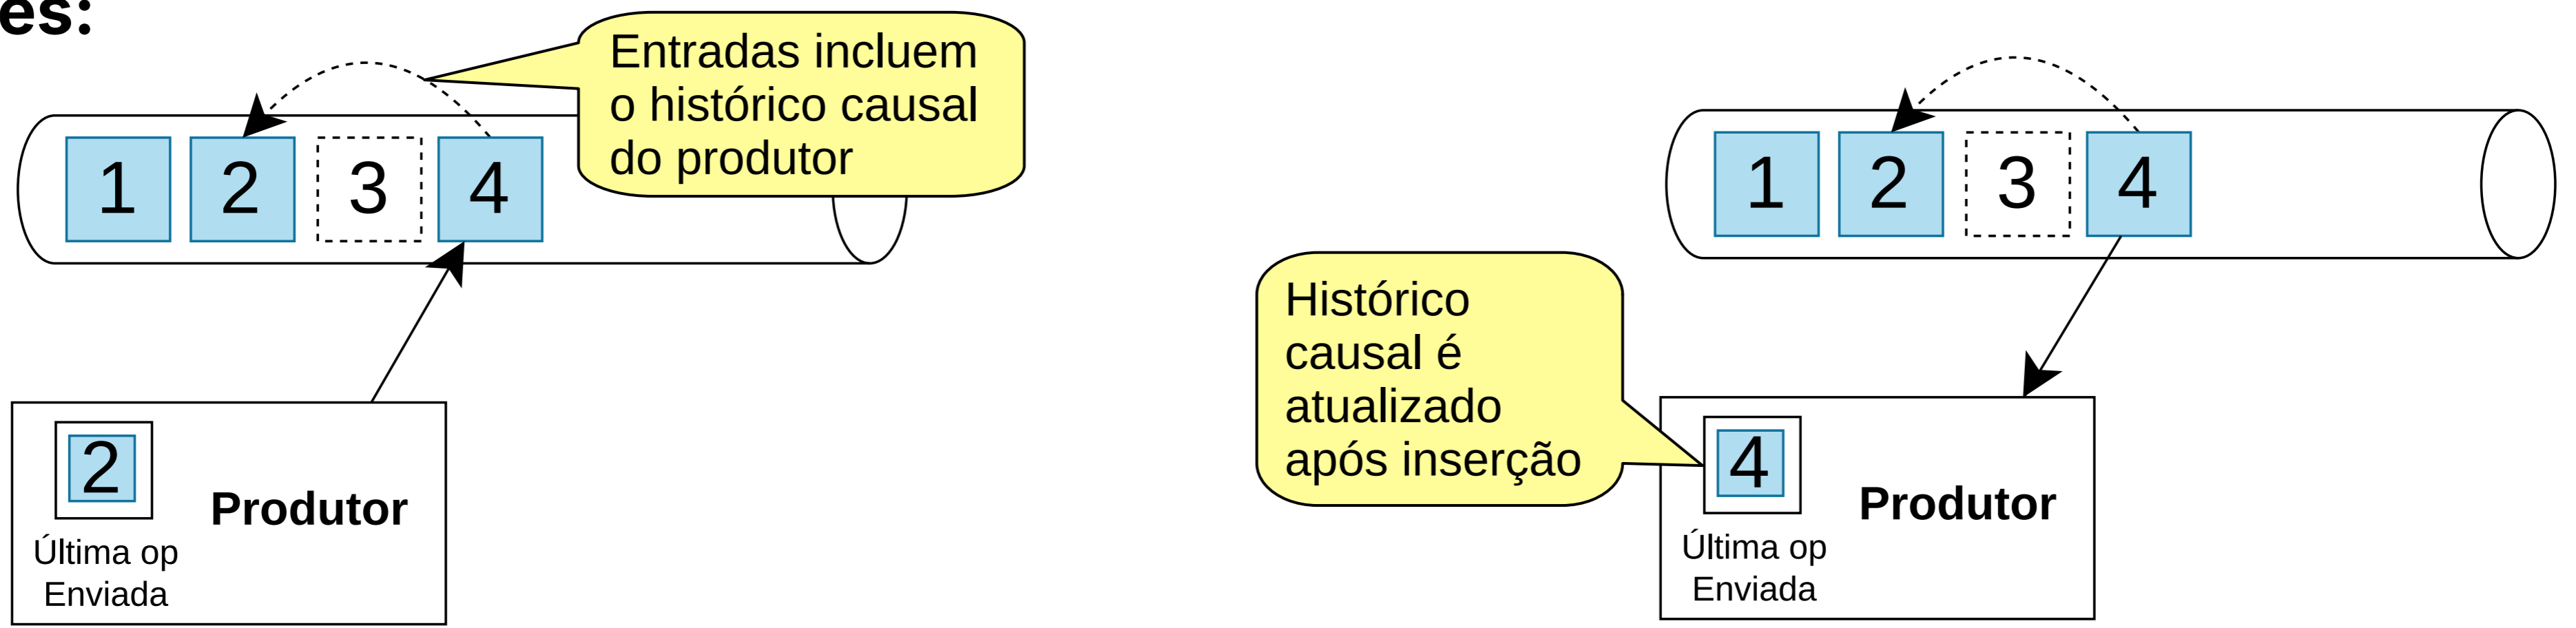 es:
Entradas incluem
o histórico causal
do produtor
1 2 3 4
2
Produtor
Última op
Enviada
1 2 3 4
Histórico
causal é
atualizado
após inserção
4
Produtor
Última op
Enviada